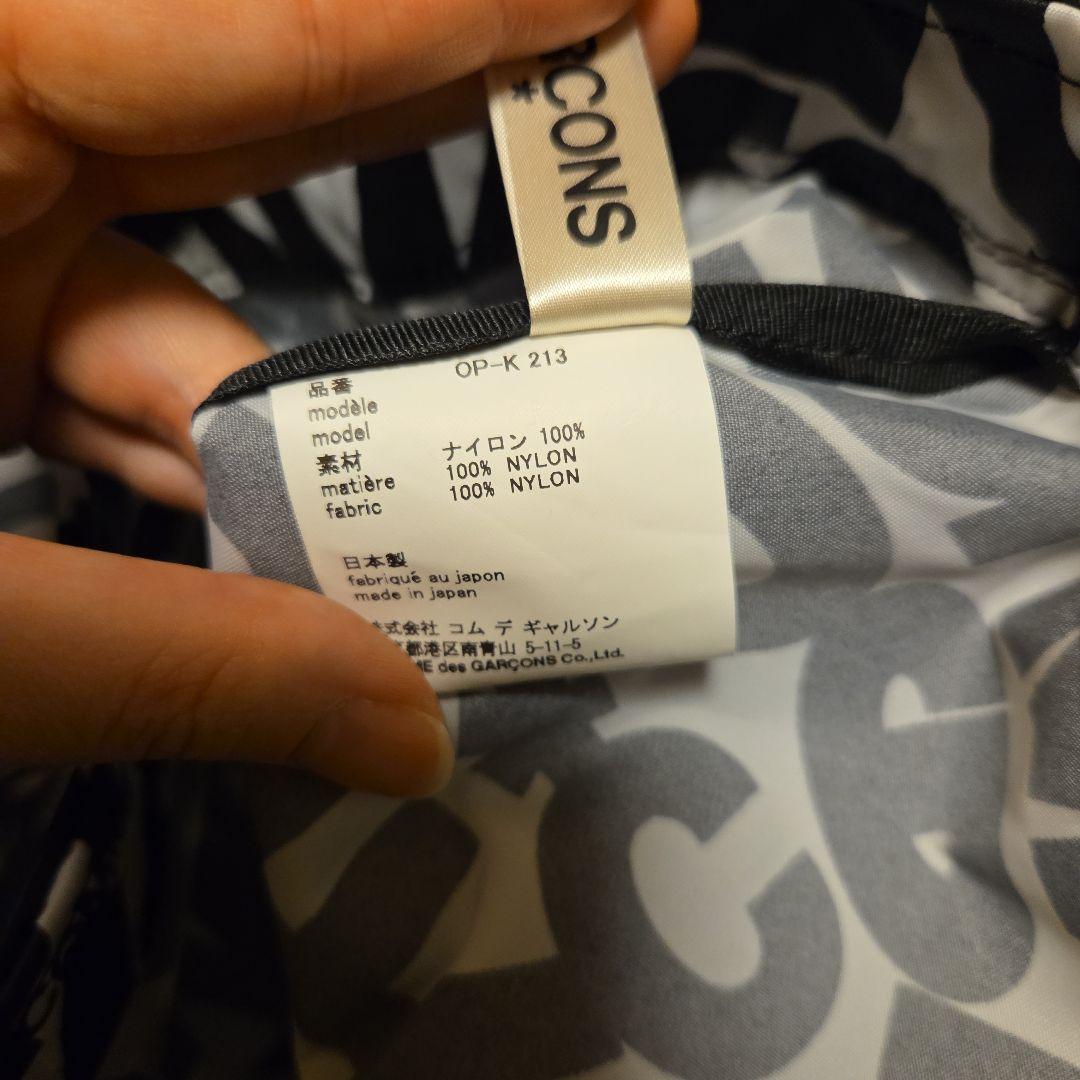 CONS
*
OP-K 213
品番
modèle
model
素材
matière
fabric
ナイロン 100%
100% NYLON
100% NYLON
日本製
fabriqué au japon
made in japan
式会社 コム デ ギャルソン
都港区南青山 5-11-5
ME des GARÇONS Co.,Ltd.